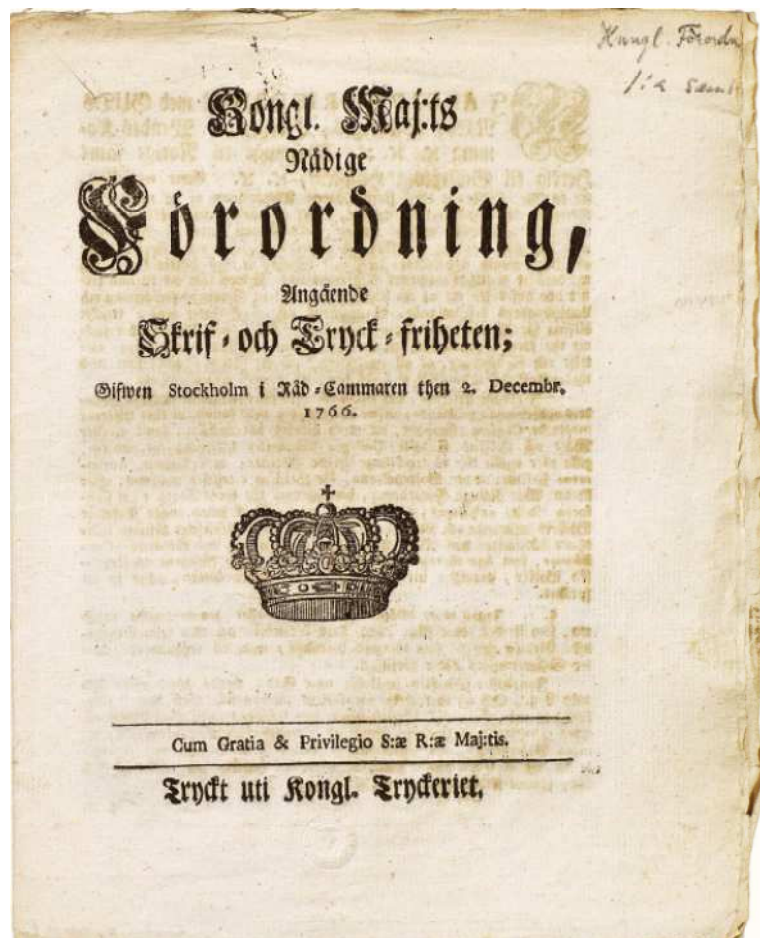 Kungl. Förordn
Kongl. Maj:ts
Nådige
Förordning,
Angående
Skrif-och Tryck-friheten;
Gifwen Stockholm i Råd-Cammaren then 2. Decembr.
1766.
Cum Gratia & Privilegio S:æ R:æ Maj:tis.
Tryckt uti Kongl. Tryckeriet.